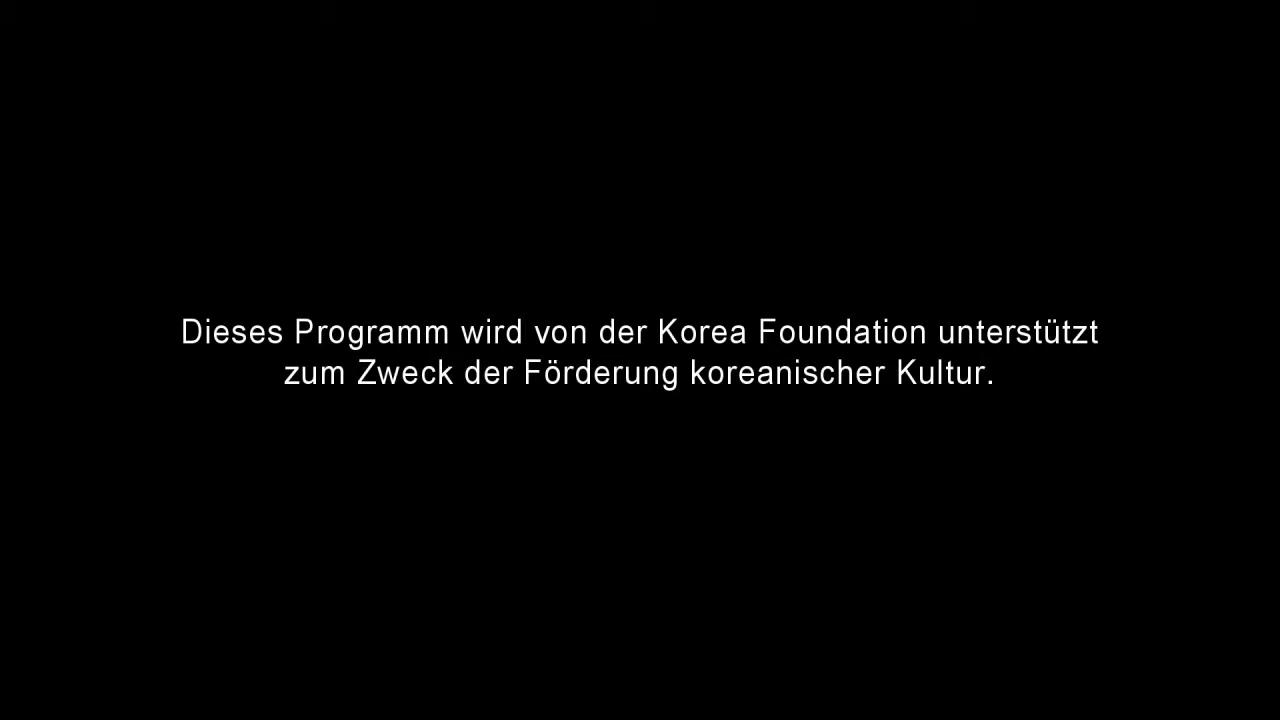 Dieses Programm wird von der Korea Foundation unterstützt
zum Zweck der Förderung koreanischer Kultur.